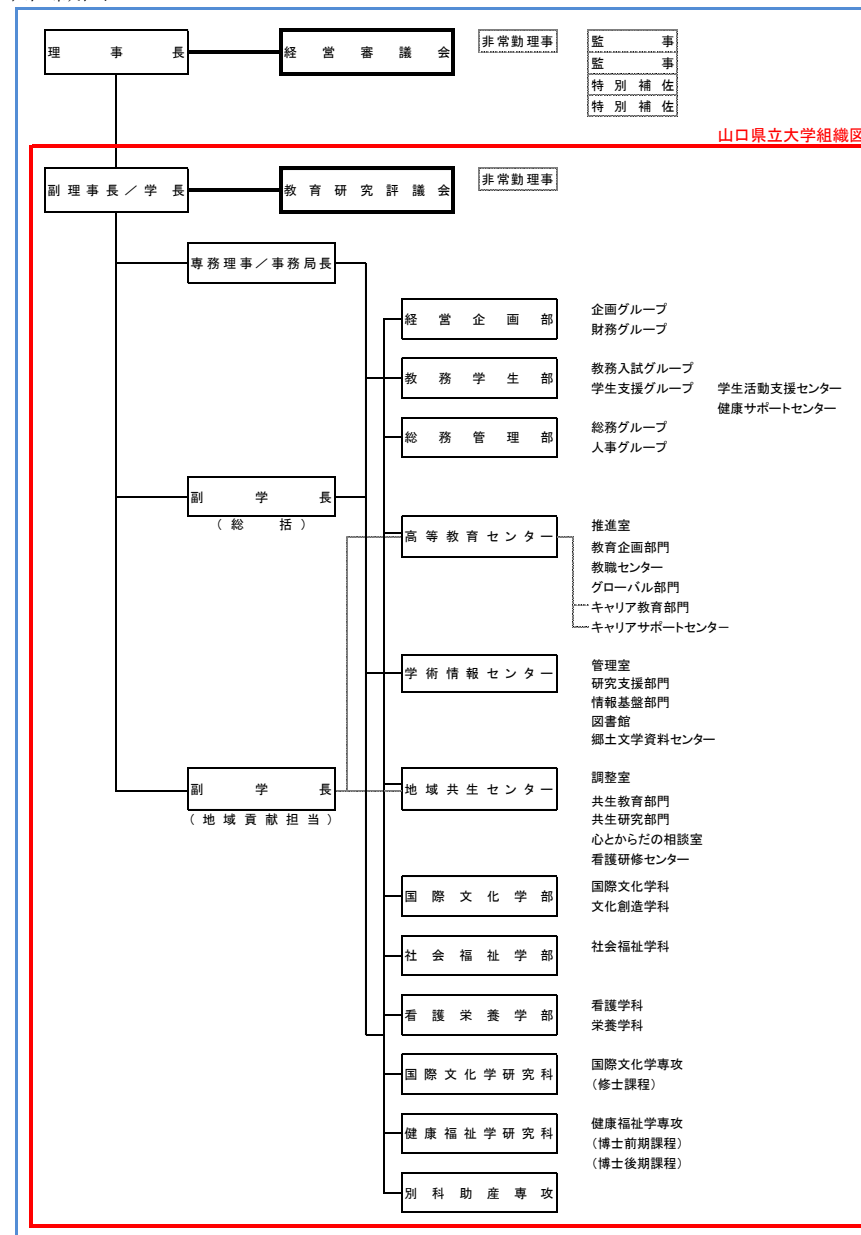 理事長
経営審議会
非常勤理事
監事
監事
特別補佐
特別補佐
山口県立大学組織図
副理事長／学長
教育研究評議会
非常勤理事
専務理事／事務局長
経営企画部
企画グループ
財務グループ
教務学生部
教務入試グループ
学生支援グループ 学生活動支援センター
健康サポートセンター
総務管理部
総務グループ
人事グループ
副学長
（総括）
高等教育センター
推進室
教育企画部門
教職センター
グローバル部門
キャリア教育部門
キャリアサポートセンター
学術情報センター
管理室
研究支援部門
情報基盤部門
図書館
郷土文学資料センター
副学長
（地域貢献担当）
地域共生センター
調整室
共生教育部門
共生研究部門
心とからだの相談室
看護研修センター
国際文化学部
国際文化学科
文化創造学科
社会福祉学部
社会福祉学科
看護栄養学部
看護学科
栄養学科
国際文化学研究科
国際文化学専攻
（修士課程）
健康福祉学研究科
健康福祉学専攻
（博士前期課程）
（博士後期課程）
別科助産専攻